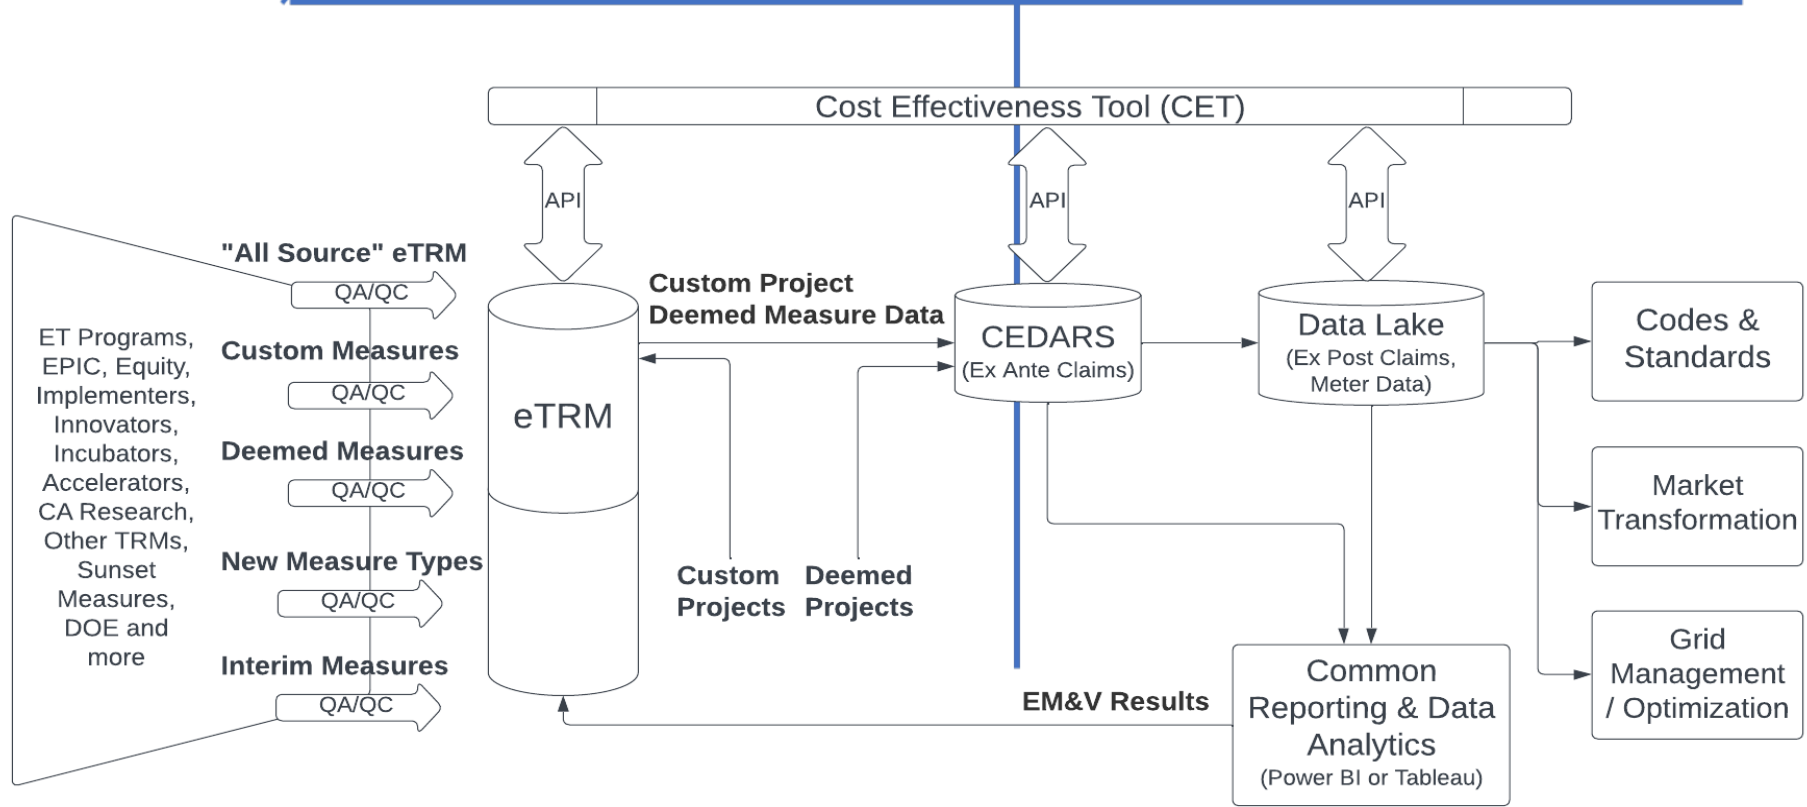 Cost Effectiveness Tool (CET)
API
API
API
"All Source" eTRM
QA/QC
Custom Measures
QA/QC
Deemed Measures
QA/QC
New Measure Types
QA/QC
Interim Measures
QA/QC
ET Programs,
EPIC, Equity,
Implementers,
Innovators,
Incubators,
Accelerators,
CA Research,
Other TRMs,
Sunset
Measures,
DOE and
more
eTRM
Custom Project
Deemed Measure Data
CEDARS
(Ex Ante Claims)
Data Lake
(Ex Post Claims,
Meter Data)
Codes &
Standards
Market
Transformation
Grid
Management
/ Optimization
Custom
Projects
Deemed
Projects
EM&V Results
Common
Reporting & Data
Analytics
(Power BI or Tableau)